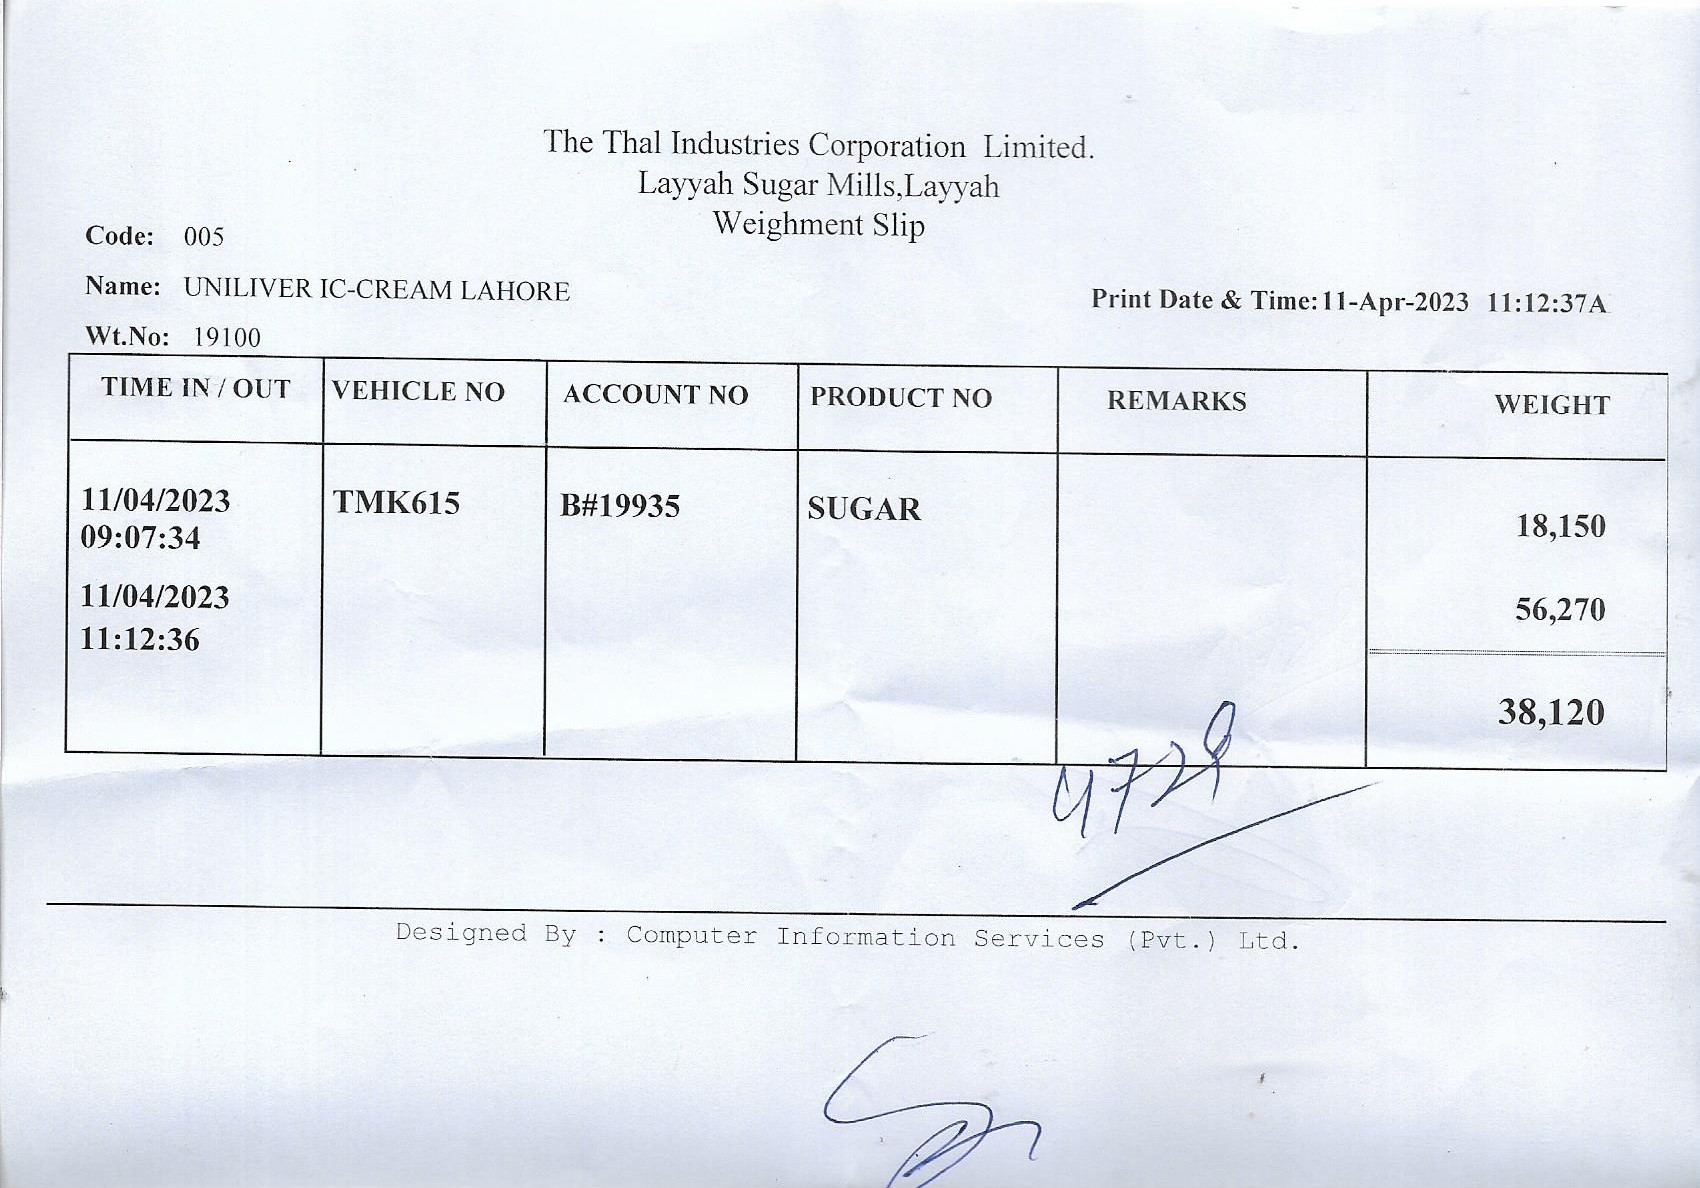 The Thal Industries Corporation Limited.
Layyah Sugar Mills,Layyah
Weighment Slip
Code: 005
Name: UNILIVER IC-CREAM LAHORE
Print Date & Time:11-Apr-2023 11:12:37A
Wt.No: 19100
TIME IN / OUT VEHICLE NO ACCOUNT NO PRODUCT NO REMARKS WEIGHT
11/04/2023 TMK615 B#19935 SUGAR 18,150
09:07:34
11/04/2023 56,270
11:12:36
38,120
4729
Designed By : Computer Information Services (Pvt.) Ltd.